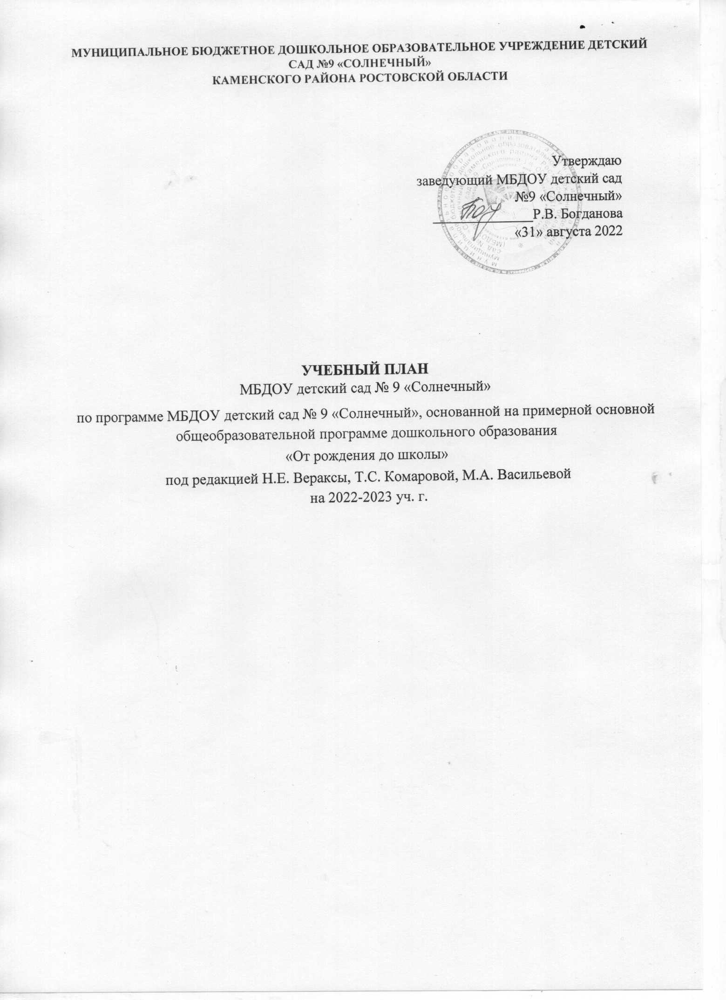 МУНИЦИПАЛЬНОЕ БЮДЖЕТНОЕ ДОШКОЛЬНОЕ ОБРАЗОВАТЕЛЬНОЕ УЧРЕЖДЕНИЕ ДЕТСКИЙ
САД №9 «СОЛНЕЧНЫЙ»
КАМЕНСКОГО РАЙОНА РОСТОВСКОЙ ОБЛАСТИ
Утверждаю
заведующий МБДОУ детский сад
№9 «Солнечный»
Р.В. Богданова
«31» августа 2022
УЧЕБНЫЙ ПЛАН
МБДОУ детский сад № 9 «Солнечный»
по программе МБДОУ детский сад № 9 «Солнечный», основанной на примерной основной
общеобразовательной программе дошкольного образования
«От рождения до школы»
под редакцией Н.Е. Вераксы, Т.С. Комаровой, М.А. Васильевой
на 2022-2023 уч. г.